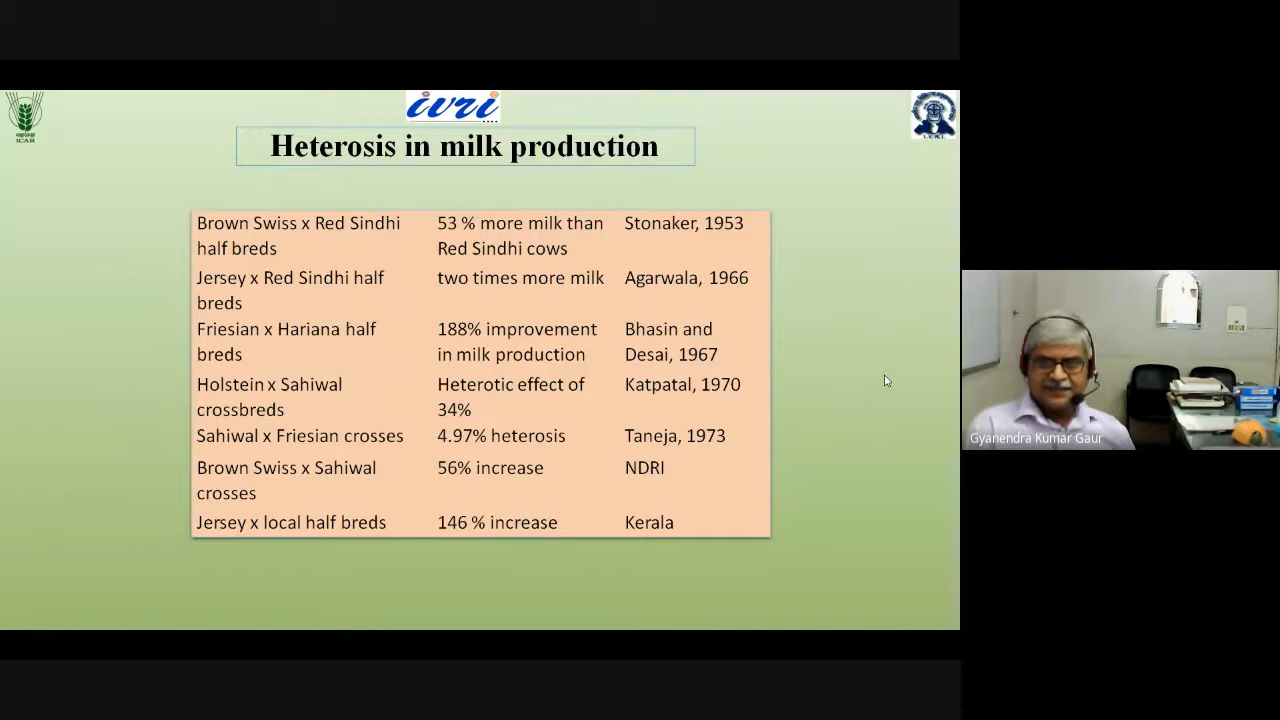 ivri
ICAR
Heterosis in milk production
Brown Swiss x Red Sindhi half breds
53 % more milk than Red Sindhi cows
Stonaker, 1953
Jersey x Red Sindhi half breds
two times more milk
Agarwala, 1966
Friesian x Hariana half breds
188% improvement in milk production
Bhasin and Desai, 1967
Holstein x Sahiwal crossbreds
Heterotic effect of 34%
Katpatal, 1970
Sahiwal x Friesian crosses
4.97% heterosis
Taneja, 1973
Brown Swiss x Sahiwal crosses
56% increase
NDRI
Jersey x local half breds
146 % increase
Kerala
Gyanendra Kumar Gaur